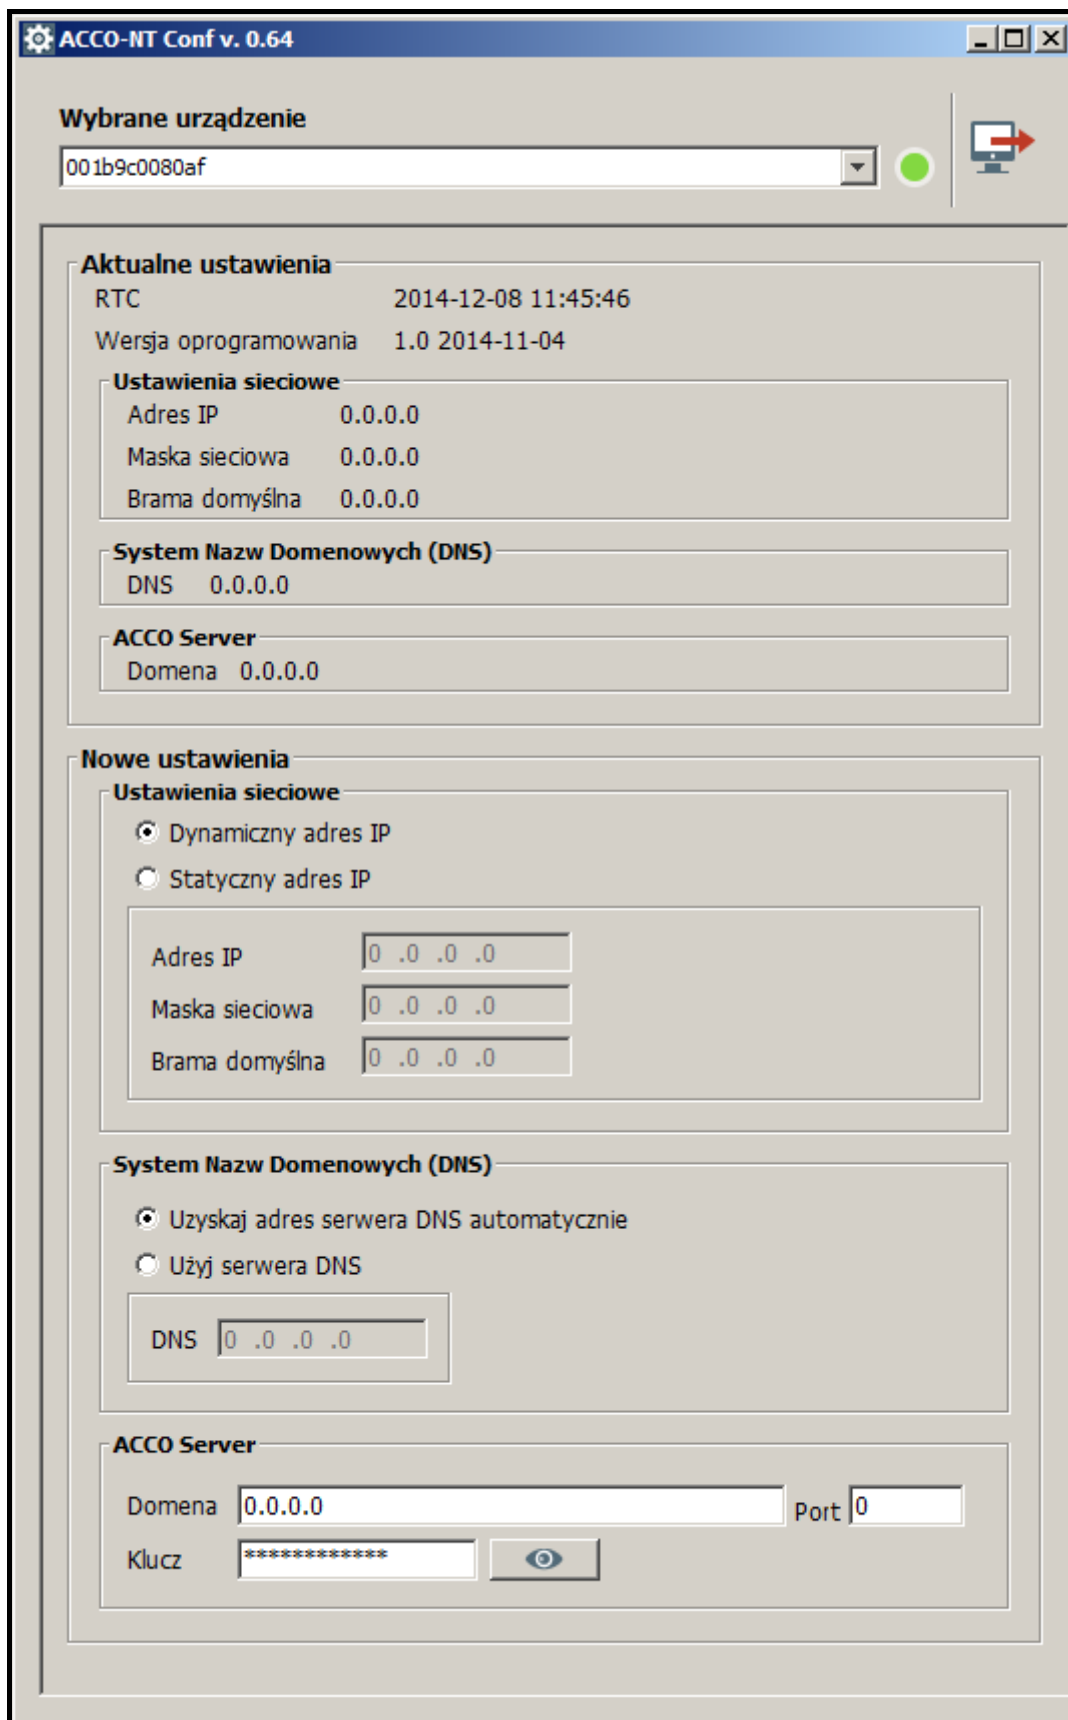 ACCO-NT Conf v. 0.64
Wybrane urządzenie
001b9c0080af
Aktualne ustawienia
RTC 2014-12-08 11:45:46
Wersja oprogramowania 1.0 2014-11-04
Ustawienia sieciowe
Adres IP 0.0.0.0
Maska sieciowa 0.0.0.0
Brama domyślna 0.0.0.0
System Nazw Domenowych (DNS)
DNS 0.0.0.0
ACCO Server
Domena 0.0.0.0
Nowe ustawienia
Ustawienia sieciowe
Dynamiczny adres IP
Statyczny adres IP
Adres IP 0 .0 .0 .0
Maska sieciowa 0 .0 .0 .0
Brama domyślna 0 .0 .0 .0
System Nazw Domenowych (DNS)
Uzyskaj adres serwera DNS automatycznie
Użyj serwera DNS
DNS 0 .0 .0 .0
ACCO Server
Domena 0.0.0.0 Port 0
Klucz ************